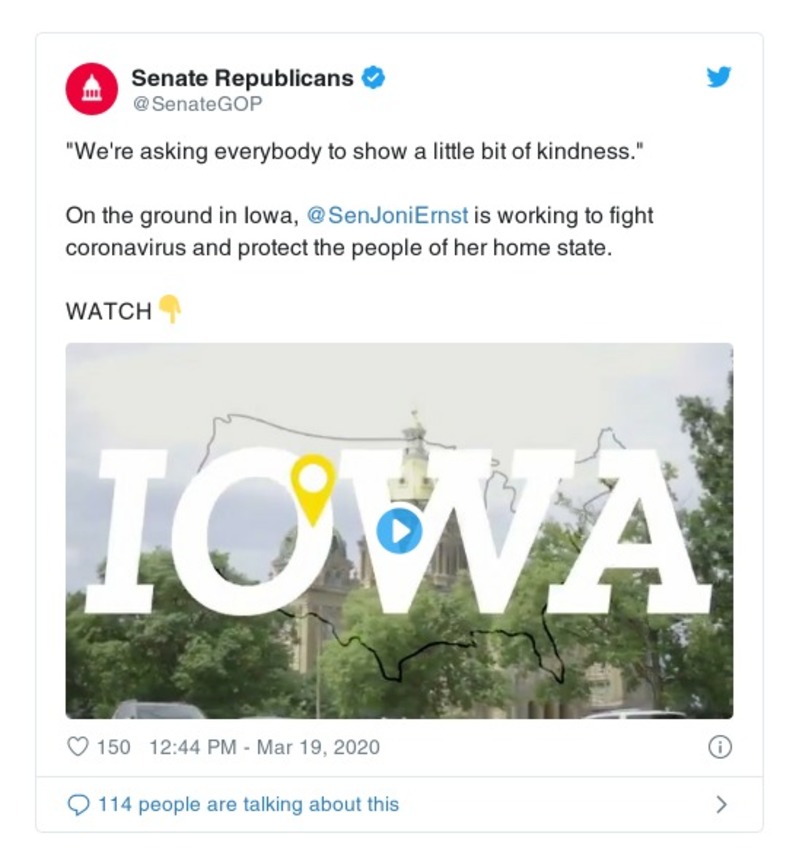 Senate Republicans
@SenateGOP
"We're asking everybody to show a little bit of kindness."
On the ground in Iowa, @SenJoniErnst is working to fight
coronavirus and protect the people of her home state.
WATCH👇
IOWA
150 12:44 PM - Mar 19, 2020
114 people are talking about this